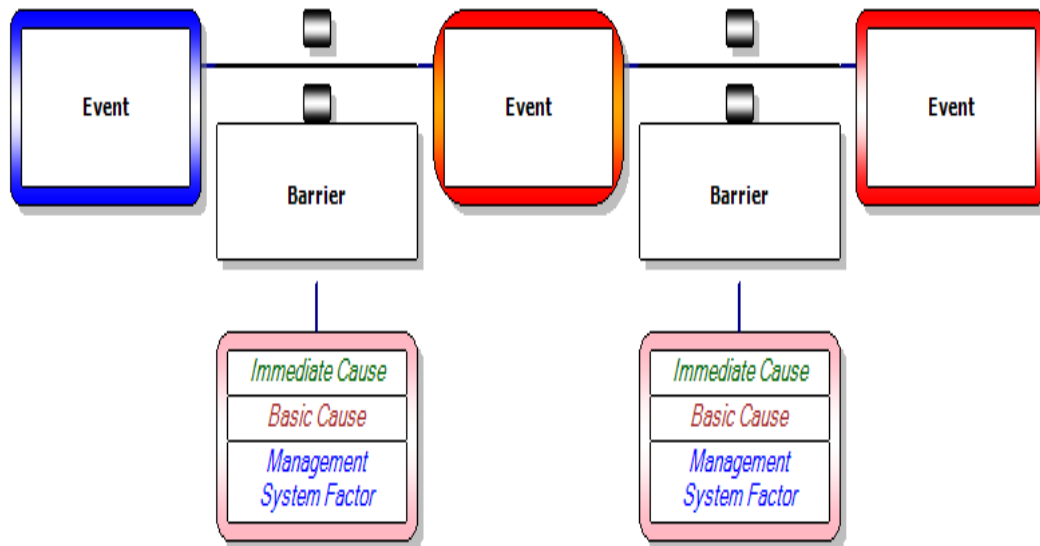 Event
Event
Event
Barrier
Barrier
Immediate Cause
Basic Cause
Management
System Factor
Immediate Cause
Basic Cause
Management
System Factor